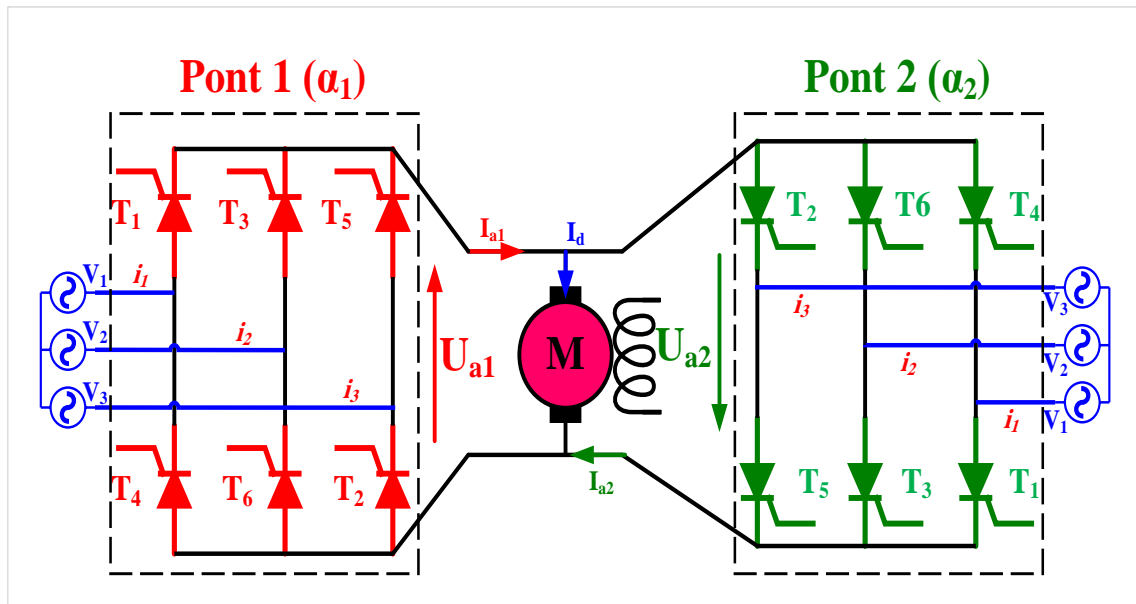 Pont 1 (α₁)
Pont 2 (α₂)
T₁ T₃ T₅
T₂ T6 T₄
Iₐ₁ I_d
V₁ i₁
V₂ i₂
V₃ i₃
Uₐ₁ M Uₐ₂
i₃ V₃
i₂ V₂
i₁ V₁
Iₐ₂
T₄ T₆ T₂
T₅ T₃ T₁